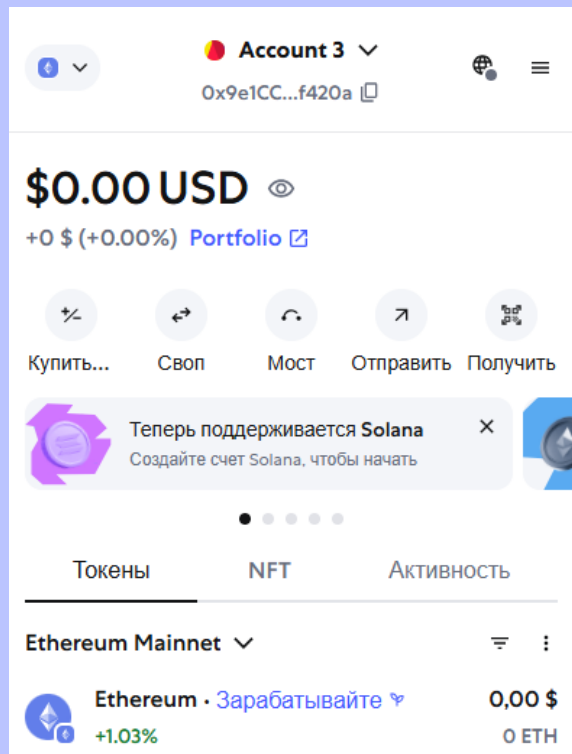 Account 3
0x9e1CC...f420a
$0.00 USD
+0 $ (+0.00%) Portfolio
Купить... Своп Мост Отправить Получить
Теперь поддерживается Solana
Создайте счет Solana, чтобы начать
Токены NFT Активность
Ethereum Mainnet
Ethereum • Зарабатывайте 0,00 $
+1.03% 0 ETH